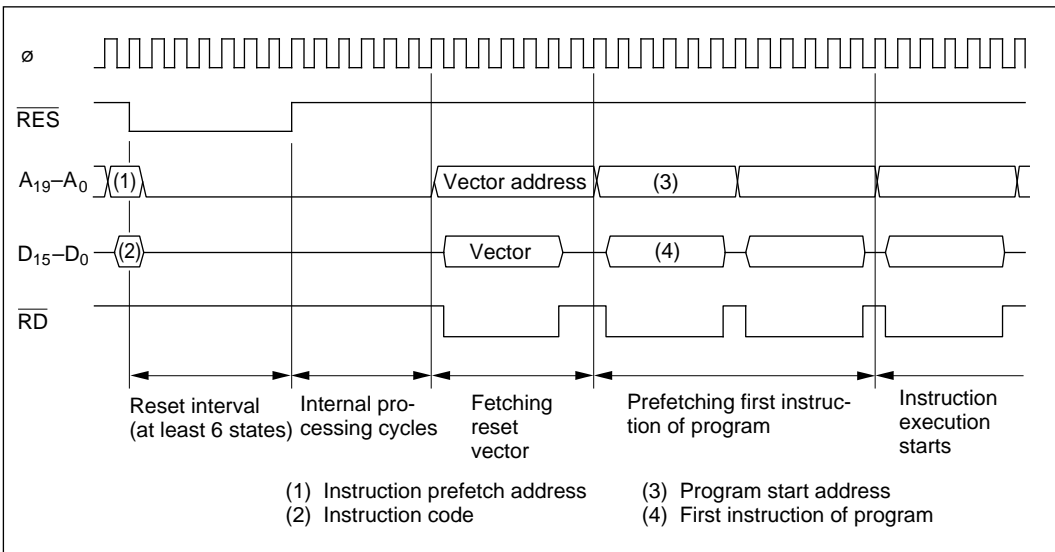 ø
RES
A19–A0
(1)
Vector address
(3)
D15–D0
(2)
Vector
(4)
RD
Reset interval
(at least 6 states)
Internal pro-
cessing cycles
Fetching
reset
vector
Prefetching first instruc-
tion of program
Instruction
execution
starts
(1) Instruction prefetch address
(2) Instruction code
(3) Program start address
(4) First instruction of program